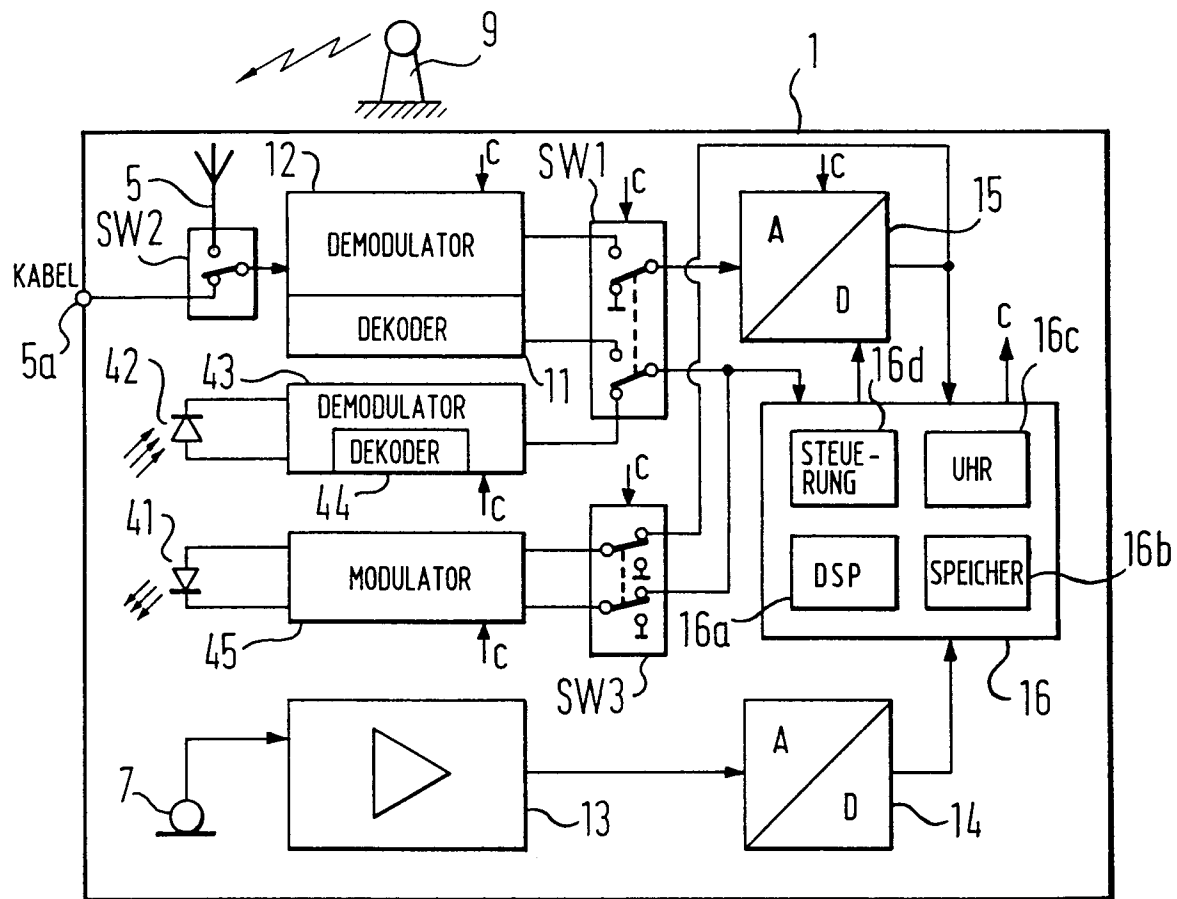 9
1
12
C
SW1
C
C
15
5
SW2
DEMODULATOR
A
D
KABEL
5a
DEKODER
11
C
16c
16d
42
43
DEMODULATOR
DEKODER
44
C
STEUE-
RUNG
UHR
C
41
MODULATOR
45
C
SW3
DSP
SPEICHER
16b
16a
16
7
13
A
D
14